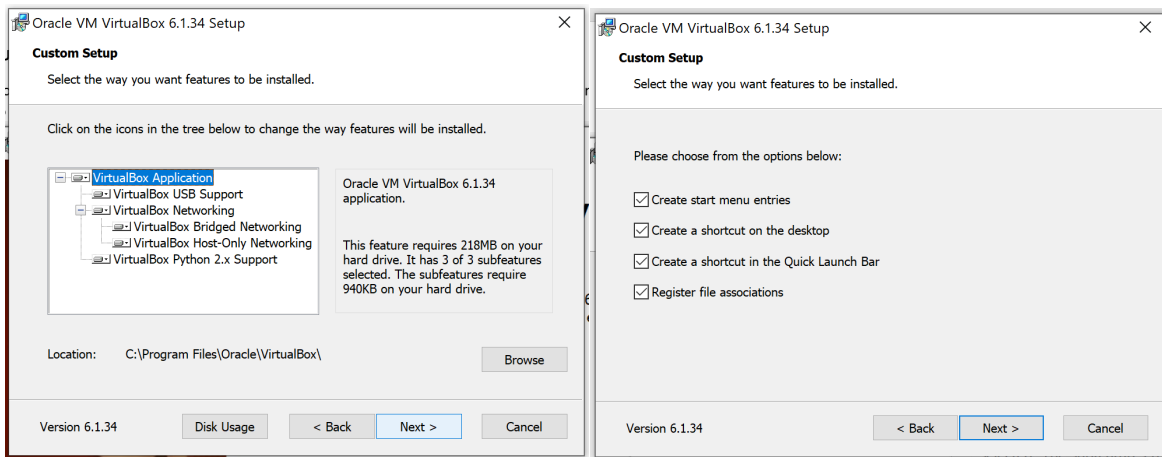 Oracle VM VirtualBox 6.1.34 Setup
Custom Setup
Select the way you want features to be installed.
Click on the icons in the tree below to change the way features will be installed.
VirtualBox Application
VirtualBox USB Support
VirtualBox Networking
VirtualBox Bridged Networking
VirtualBox Host-Only Networking
VirtualBox Python 2.x Support
Oracle VM VirtualBox 6.1.34
application.
This feature requires 218MB on your
hard drive. It has 3 of 3 subfeatures
selected. The subfeatures require
940KB on your hard drive.
Location: C:\Program Files\Oracle\VirtualBox\
Browse
Version 6.1.34
Disk Usage
< Back
Next >
Cancel
Oracle VM VirtualBox 6.1.34 Setup
Custom Setup
Select the way you want features to be installed.
Please choose from the options below:
Create start menu entries
Create a shortcut on the desktop
Create a shortcut in the Quick Launch Bar
Register file associations
Version 6.1.34
< Back
Next >
Cancel